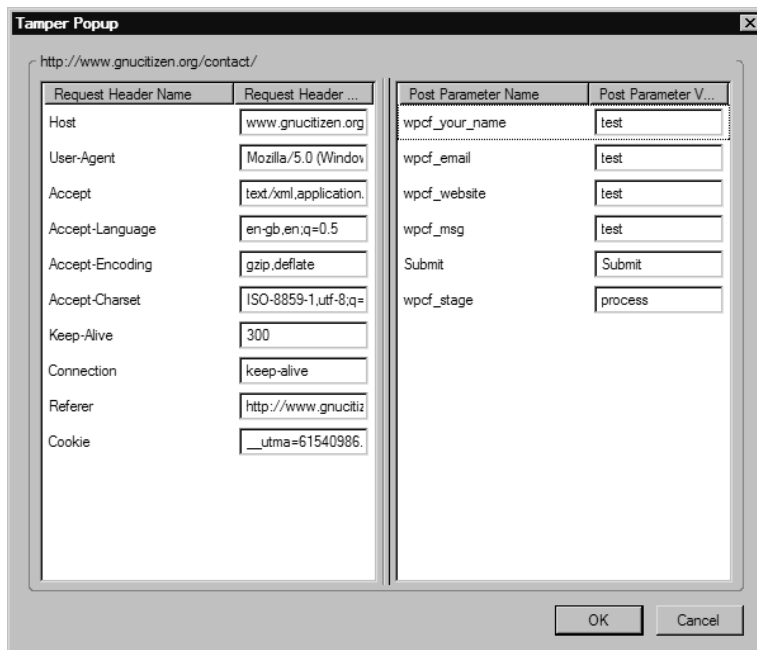 Tamper Popup
http://www.gnucitizen.org/contact/
Request Header Name Request Header ...
Host www.gnucitizen.org
User-Agent Mozilla/5.0 (Window
Accept text/xml,application.
Accept-Language en-gb,en;q=0.5
Accept-Encoding gzip,deflate
Accept-Charset ISO-8859-1,utf-8;q=
Keep-Alive 300
Connection keep-alive
Referer http://www.gnucitiz
Cookie __utma=61540986.
Post Parameter Name Post Parameter V...
wpcf_your_name test
wpcf_email test
wpcf_website test
wpcf_msg test
Submit Submit
wpcf_stage process
OK Cancel